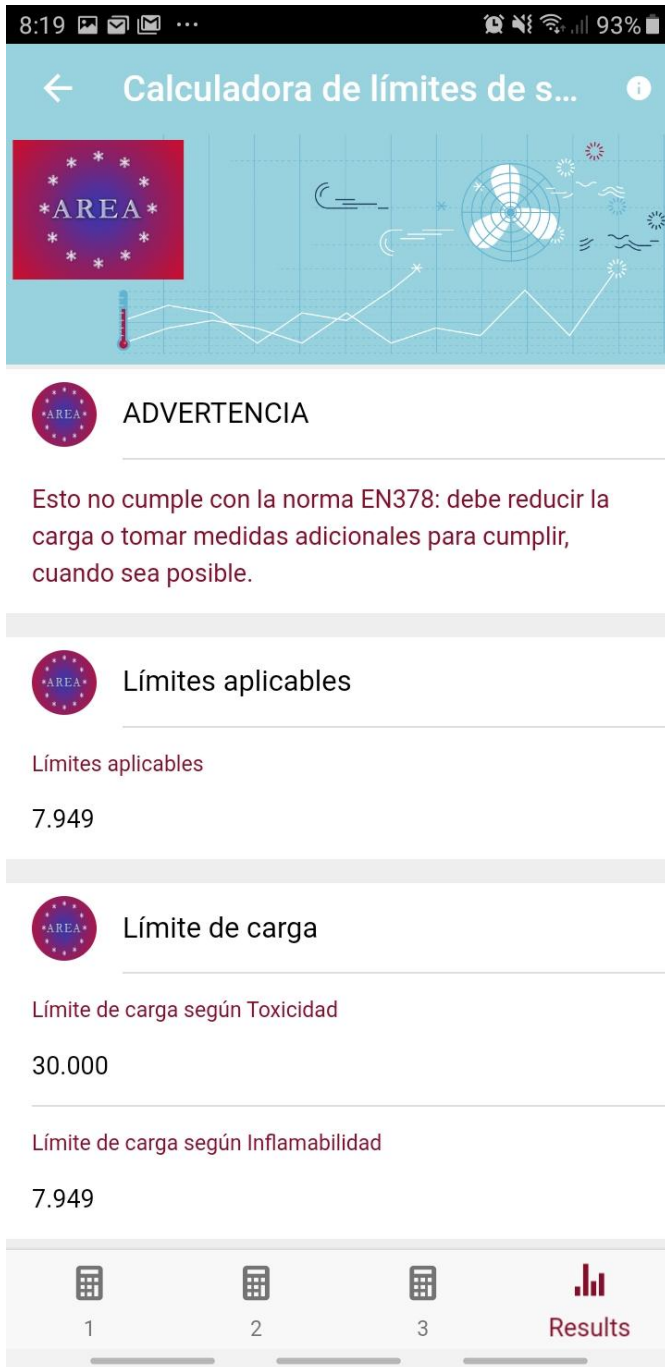 8:19 ... 93%
Calculadora de límites de s...
*AREA*
*AREA*
ADVERTENCIA
Esto no cumple con la norma EN378: debe reducir la
carga o tomar medidas adicionales para cumplir,
cuando sea posible.
*AREA*
Límites aplicables
Límites aplicables
7.949
*AREA*
Límite de carga
Límite de carga según Toxicidad
30.000
Límite de carga según Inflamabilidad
7.949
1 2 3 Results